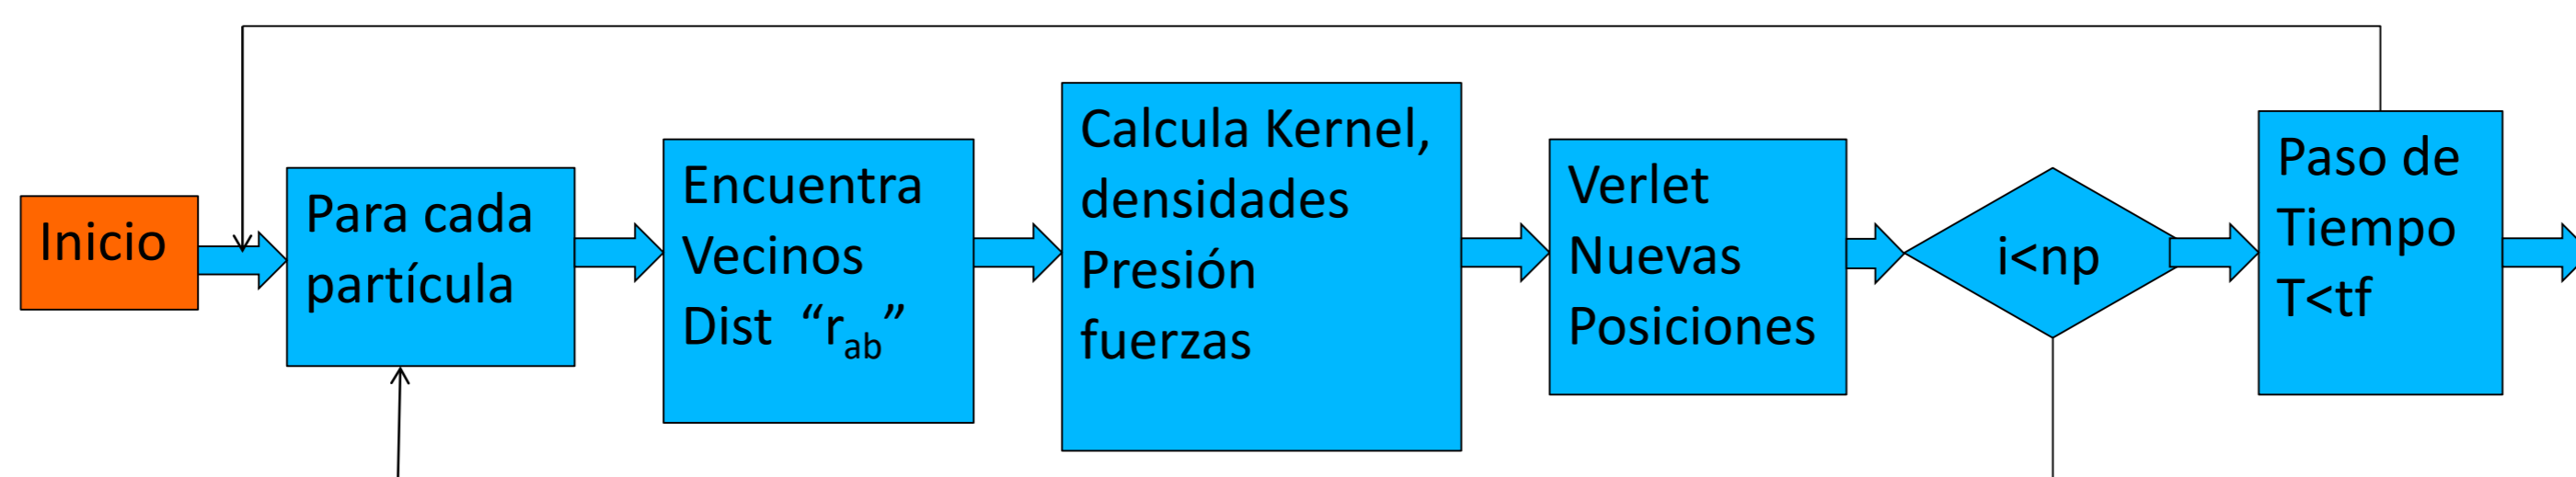 Inicio
Para cada
partícula
Encuentra
Vecinos
Dist “rab”
Calcula Kernel,
densidades
Presión
fuerzas
Verlet
Nuevas
Posiciones
i<np
Paso de
Tiempo
T<tf